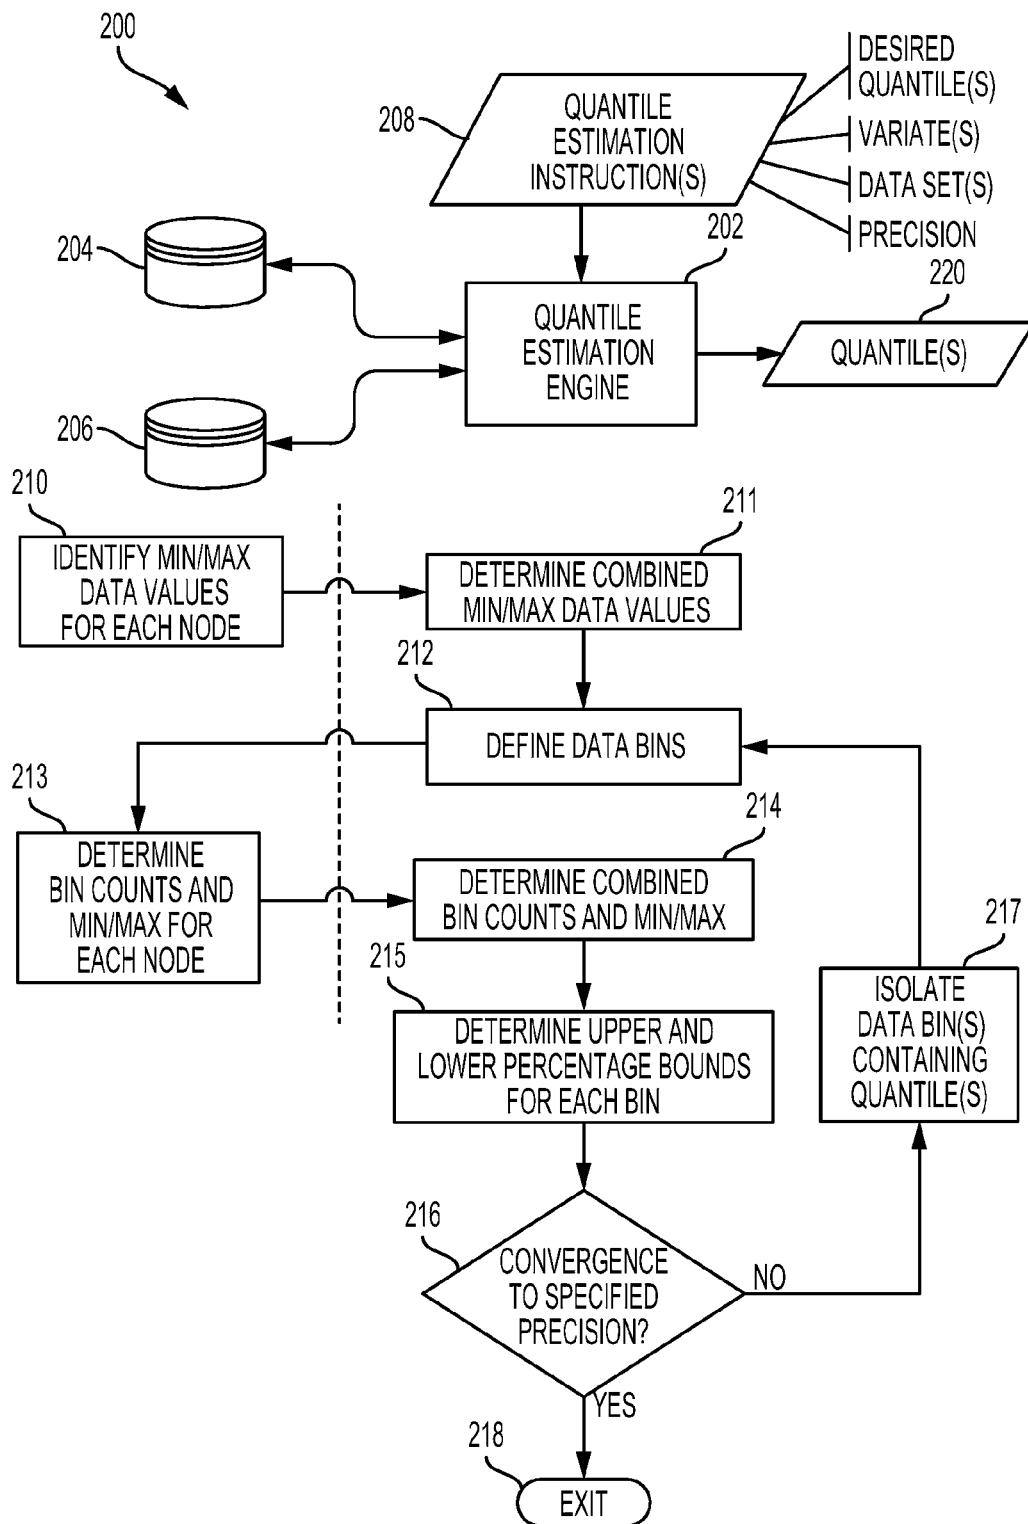 200
208
QUANTILE
ESTIMATION
INSTRUCTION(S)
DESIRED
QUANTILE(S)
VARIATE(S)
DATA SET(S)
PRECISION
204
202
QUANTILE
ESTIMATION
ENGINE
220
QUANTILE(S)
206
210
IDENTIFY MIN/MAX
DATA VALUES
FOR EACH NODE
211
DETERMINE COMBINED
MIN/MAX DATA VALUES
212
DEFINE DATA BINS
213
DETERMINE
BIN COUNTS AND
MIN/MAX FOR
EACH NODE
214
DETERMINE COMBINED
BIN COUNTS AND MIN/MAX
215
DETERMINE UPPER AND
LOWER PERCENTAGE BOUNDS
FOR EACH BIN
217
ISOLATE
DATA BIN(S)
CONTAINING
QUANTILE(S)
216
CONVERGENCE
TO SPECIFIED
PRECISION?
NO
YES
218
EXIT